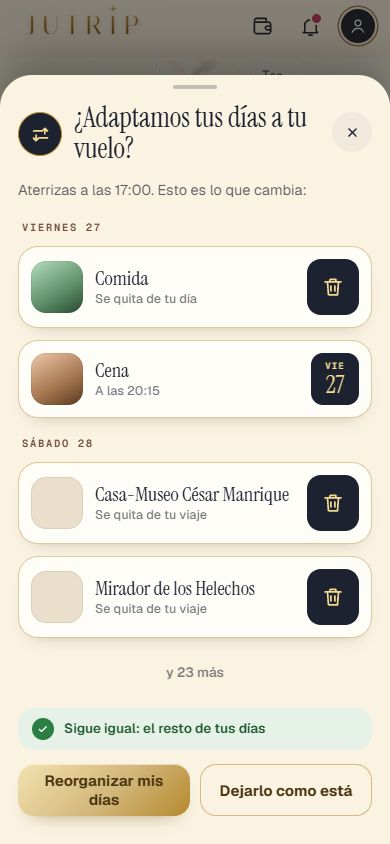 JUTRIP
¿Adaptamos tus días a tu
vuelo?
Aterrizas a las 17:00. Esto es lo que cambia:
VIERNES 27
Comida
Se quita de tu día
Cena
A las 20:15
VIE
27
SÁBADO 28
Casa-Museo César Manrique
Se quita de tu viaje
Mirador de los Helechos
Se quita de tu viaje
y 23 más
Sigue igual: el resto de tus días
Reorganizar mis
días
Dejarlo como está